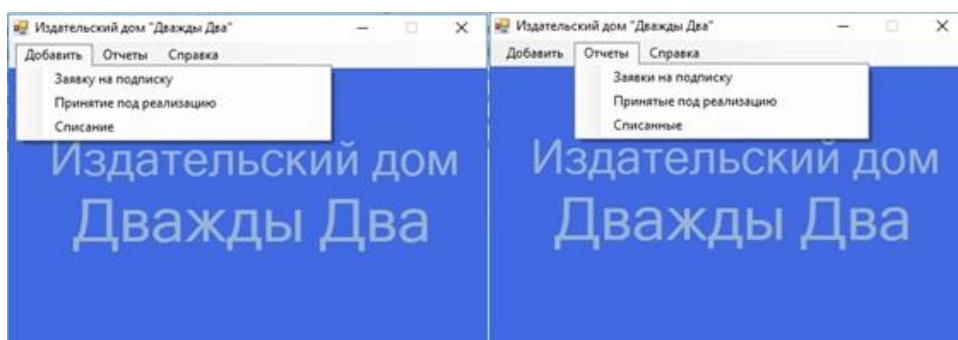 Издательский дом "Дважды Два"
Добавить Отчеты Справка
Заявку на подписку
Принятие под реализацию
Списание
Издательский дом
Дважды Два
Издательский дом "Дважды Два"
Добавить Отчеты Справка
Заявки на подписку
Принятые под реализацию
Списанные
Издательский дом
Дважды Два